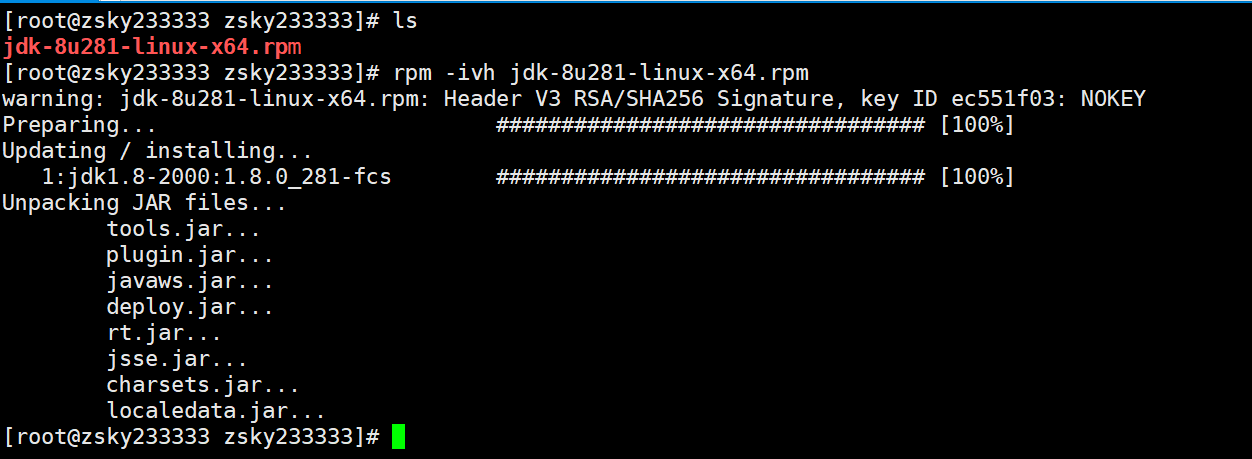 [root@zsky233333 zsky233333]# ls
jdk-8u281-linux-x64.rpm
[root@zsky233333 zsky233333]# rpm -ivh jdk-8u281-linux-x64.rpm
warning: jdk-8u281-linux-x64.rpm: Header V3 RSA/SHA256 Signature, key ID ec551f03: NOKEY
Preparing...                          ################################# [100%]
Updating / installing...
   1:jdk1.8-2000:1.8.0_281-fcs        ################################# [100%]
Unpacking JAR files...
        tools.jar...
        plugin.jar...
        javaws.jar...
        deploy.jar...
        rt.jar...
        jsse.jar...
        charsets.jar...
        localedata.jar...
[root@zsky233333 zsky233333]#